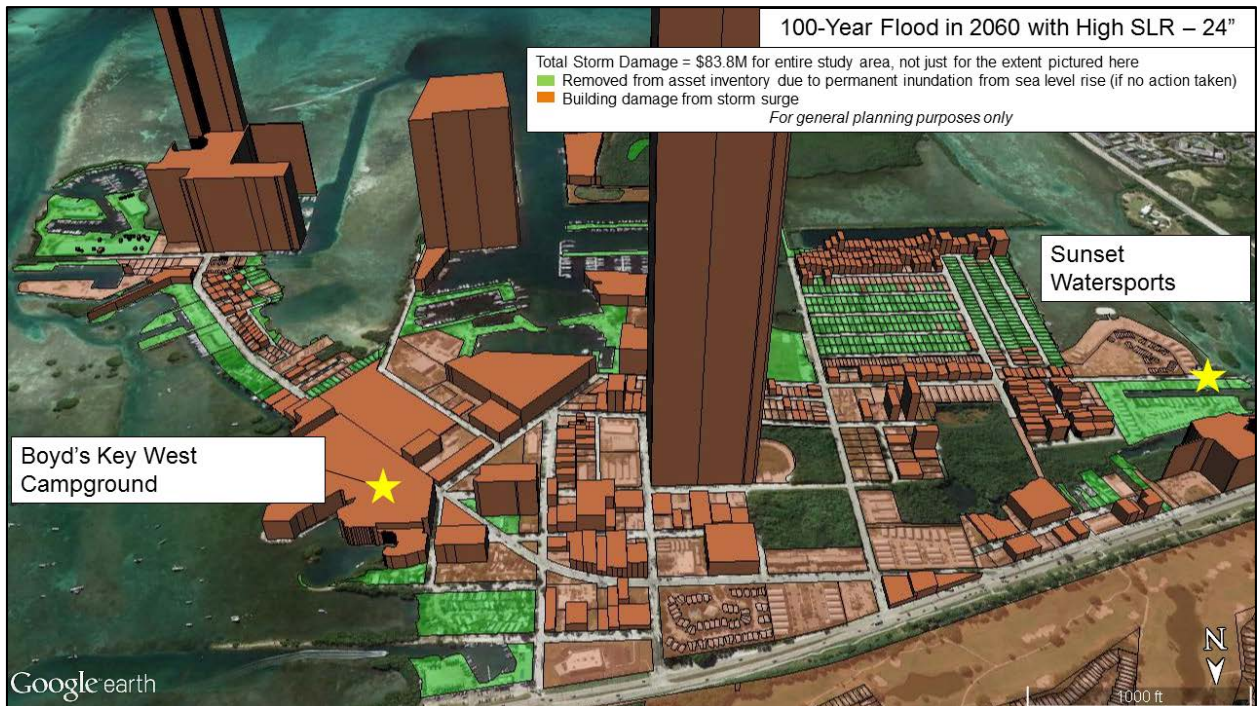 100-Year Flood in 2060 with High SLR – 24”
Total Storm Damage = $83.8M for entire study area, not just for the extent pictured here
Removed from asset inventory due to permanent inundation from sea level rise (if no action taken)
Building damage from storm surge
For general planning purposes only
Sunset
Watersports
Boyd’s Key West
Campground
N
Google earth
1000 ft